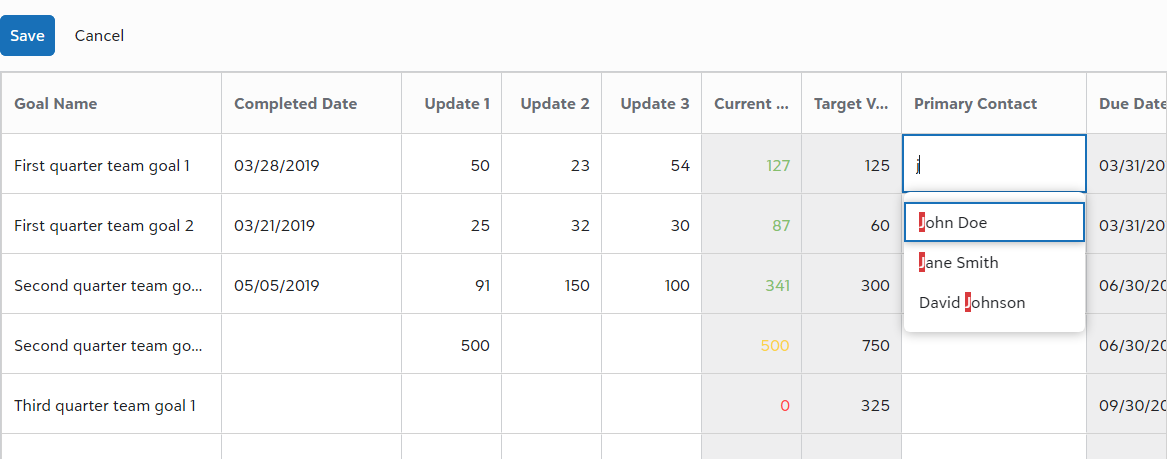 Save Cancel
Goal Name Completed Date Update 1 Update 2 Update 3 Current ... Target V... Primary Contact Due Date
First quarter team goal 1 03/28/2019 50 23 54 127 125 j 03/31/20
First quarter team goal 2 03/21/2019 25 32 30 87 60 John Doe 03/31/20
Jane Smith
Second quarter team go... 05/05/2019 91 150 100 341 300 David Johnson 06/30/20
Second quarter team go... 500 500 750 06/30/20
Third quarter team goal 1 0 325 09/30/20